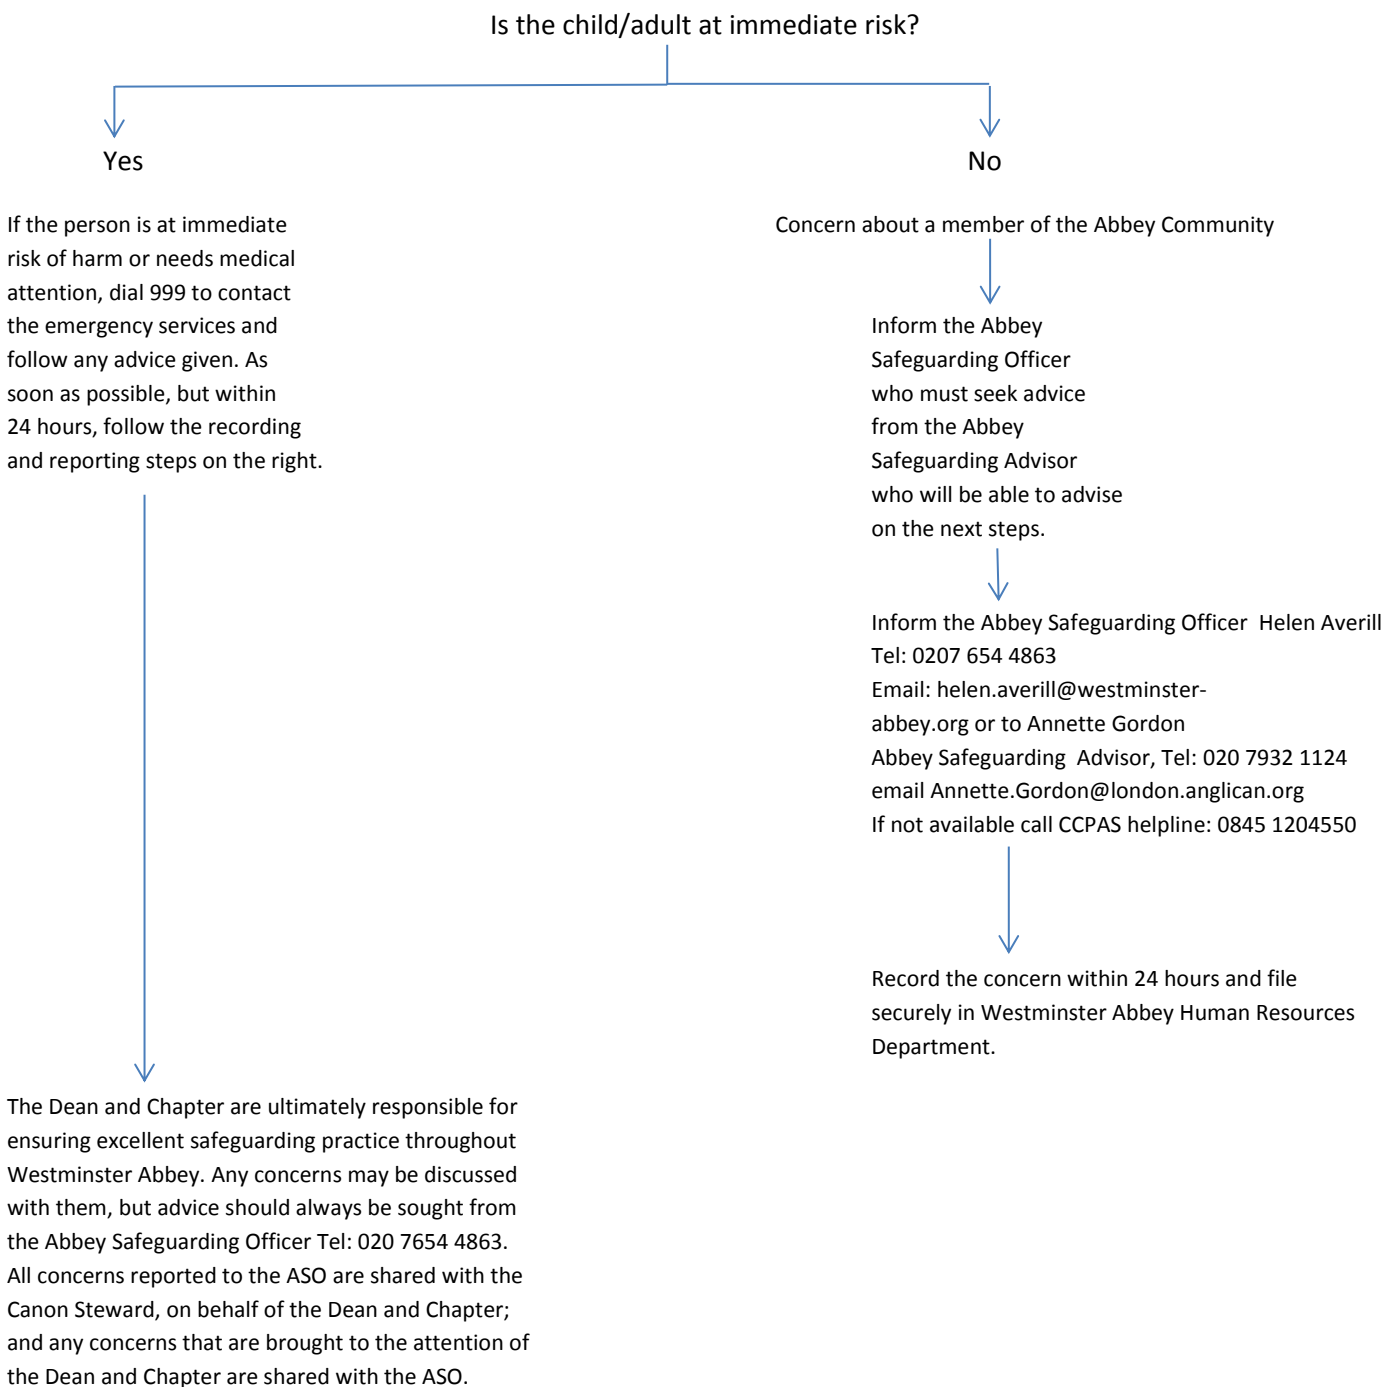 Is the child/adult at immediate risk?
Yes
No
If the person is at immediate
risk of harm or needs medical
attention, dial 999 to contact
the emergency services and
follow any advice given. As
soon as possible, but within
24 hours, follow the recording
and reporting steps on the right.
Concern about a member of the Abbey Community
Inform the Abbey
Safeguarding Officer
who must seek advice
from the Abbey
Safeguarding Advisor
who will be able to advise
on the next steps.
Inform the Abbey Safeguarding Officer  Helen Averill
Tel: 0207 654 4863
Email: helen.averill@westminster-
abbey.org or to Annette Gordon
Abbey Safeguarding  Advisor, Tel: 020 7932 1124
email Annette.Gordon@london.anglican.org
If not available call CCPAS helpline: 0845 1204550
Record the concern within 24 hours and file
securely in Westminster Abbey Human Resources
Department.
The Dean and Chapter are ultimately responsible for
ensuring excellent safeguarding practice throughout
Westminster Abbey. Any concerns may be discussed
with them, but advice should always be sought from
the Abbey Safeguarding Officer Tel: 020 7654 4863.
All concerns reported to the ASO are shared with the
Canon Steward, on behalf of the Dean and Chapter;
and any concerns that are brought to the attention of
the Dean and Chapter are shared with the ASO.